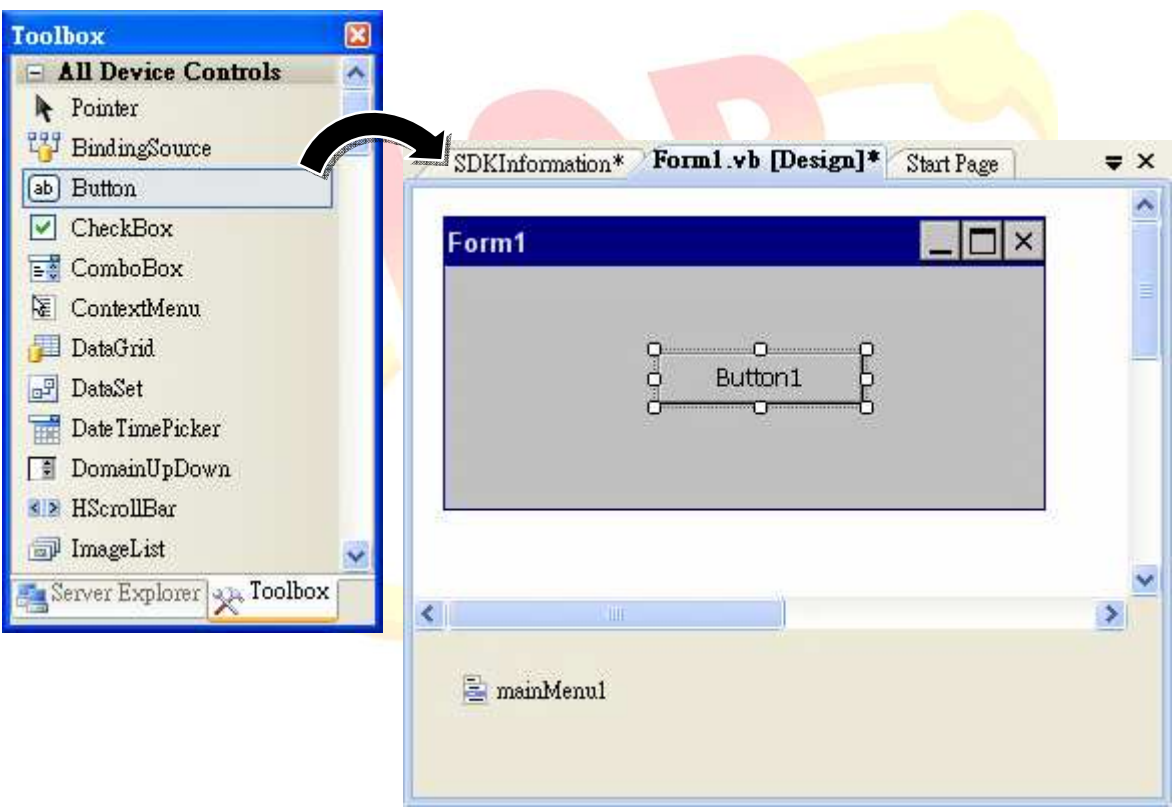 Toolbox
All Device Controls
Pointer
BindingSource
ab Button
CheckBox
ComboBox
ContextMenu
DataGrid
DataSet
DateTimePicker
DomainUpDown
HScrollBar
ImageList
Server Explorer Toolbox
SDKInformation* Form1.vb [Design]* Start Page
Form1
Button1
mainMenu1